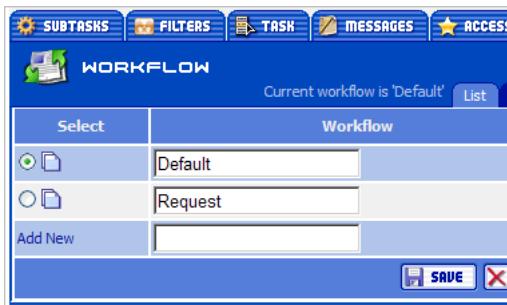 SUBTASKS FILTERS TASK MESSAGES ACCESS
WORKFLOW
Current workflow is 'Default' List
Select Workflow
Default
Request
Add New
SAVE